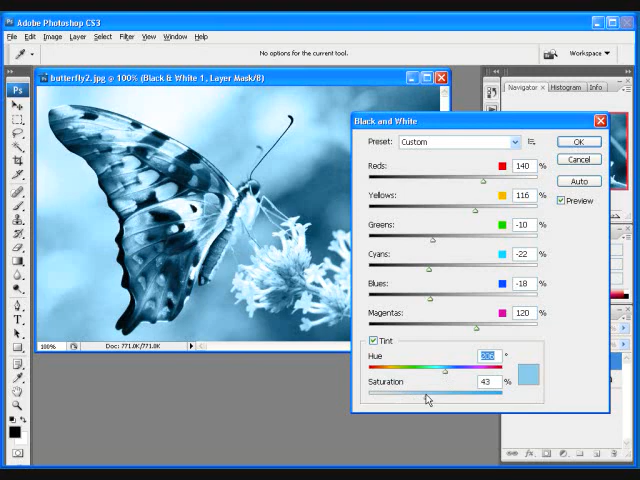 Ps Adobe Photoshop CS3
File Edit Image Layer Select Filter View Window Help
No options for the current tool.
Workspace
Ps
butterfly2.jpg @ 100% (Black & White 1, Layer Mask/8)
Navigator × Histogram Info
Black and White
Preset: Custom
OK
Reds: 140 %
Cancel
Yellows: 116 %
Auto
Preview
Greens: -10 %
Cyans: -22 %
Blues: -18 %
Magentas: 120 %
Tint
Hue 206 °
Saturation 43 %
100% Doc: 771.0K/771.0K